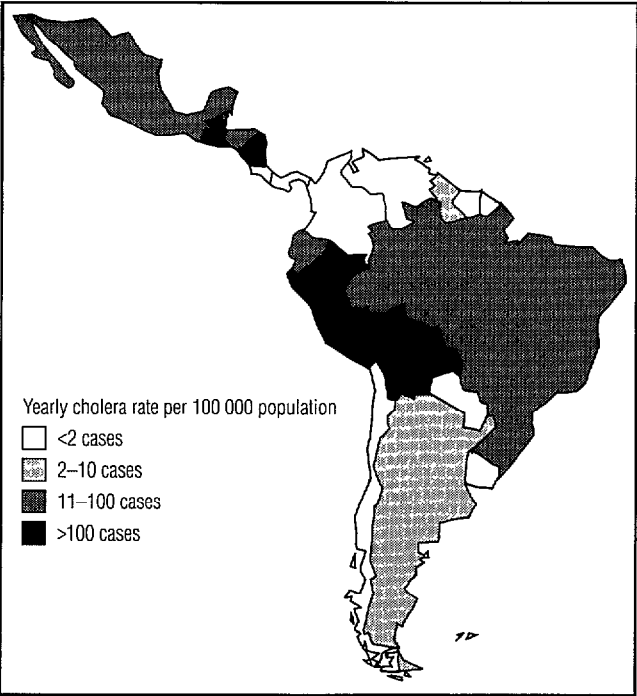 Yearly cholera rate per 100 000 population
<2 cases
2–10 cases
11–100 cases
>100 cases